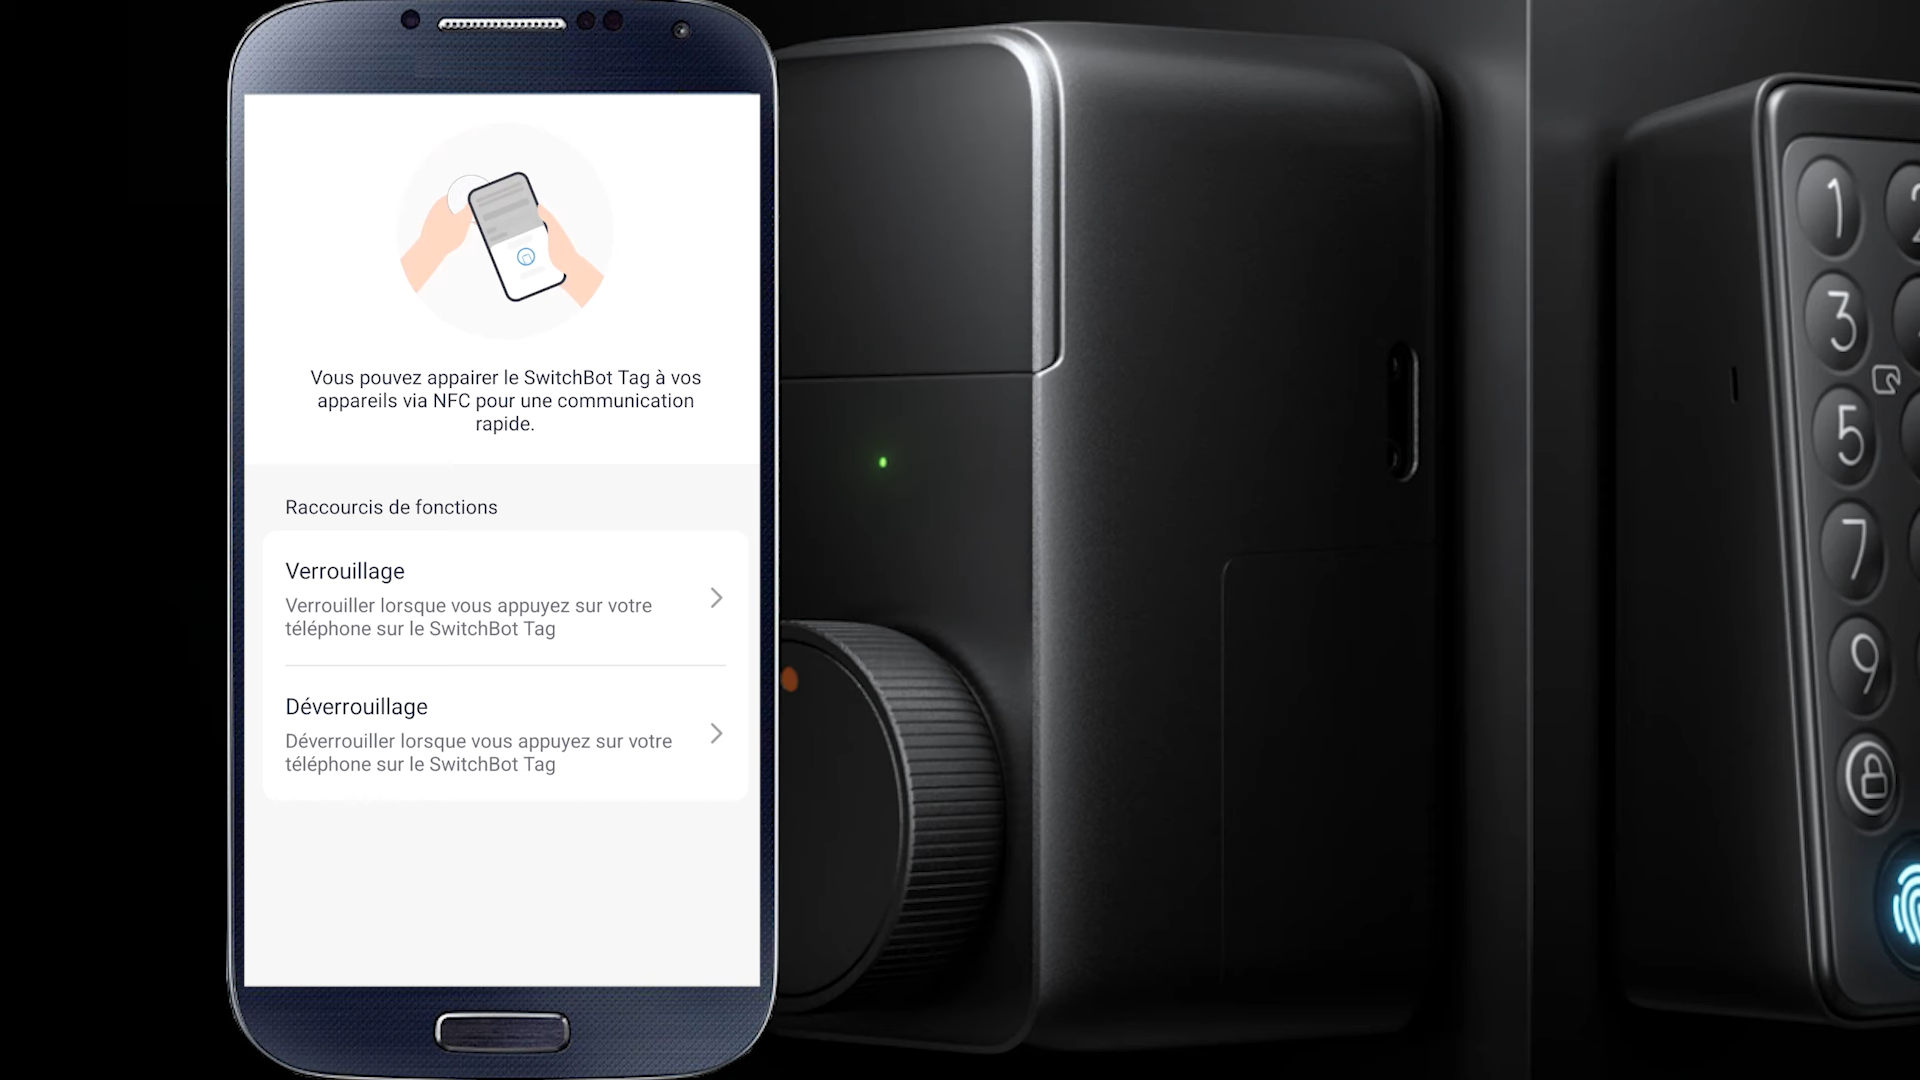 Vous pouvez appairer le SwitchBot Tag à vos
appareils via NFC pour une communication
rapide.
Raccourcis de fonctions
Verrouillage
Verrouiller lorsque vous appuyez sur votre
téléphone sur le SwitchBot Tag
Déverrouillage
Déverrouiller lorsque vous appuyez sur votre
téléphone sur le SwitchBot Tag
1 2
3
5
7
9